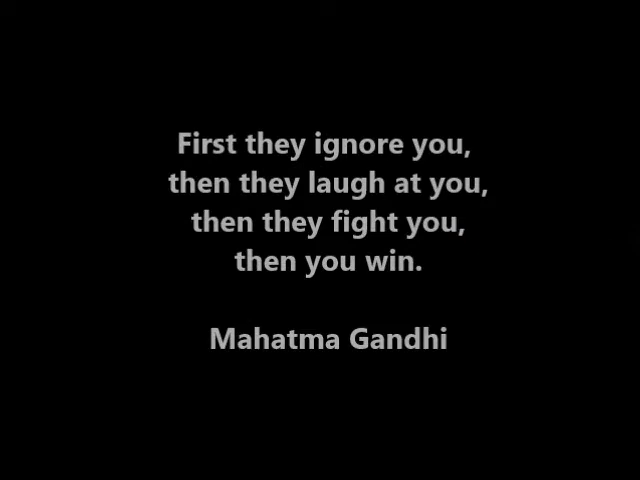 First they ignore you,
then they laugh at you,
then they fight you,
then you win.
Mahatma Gandhi